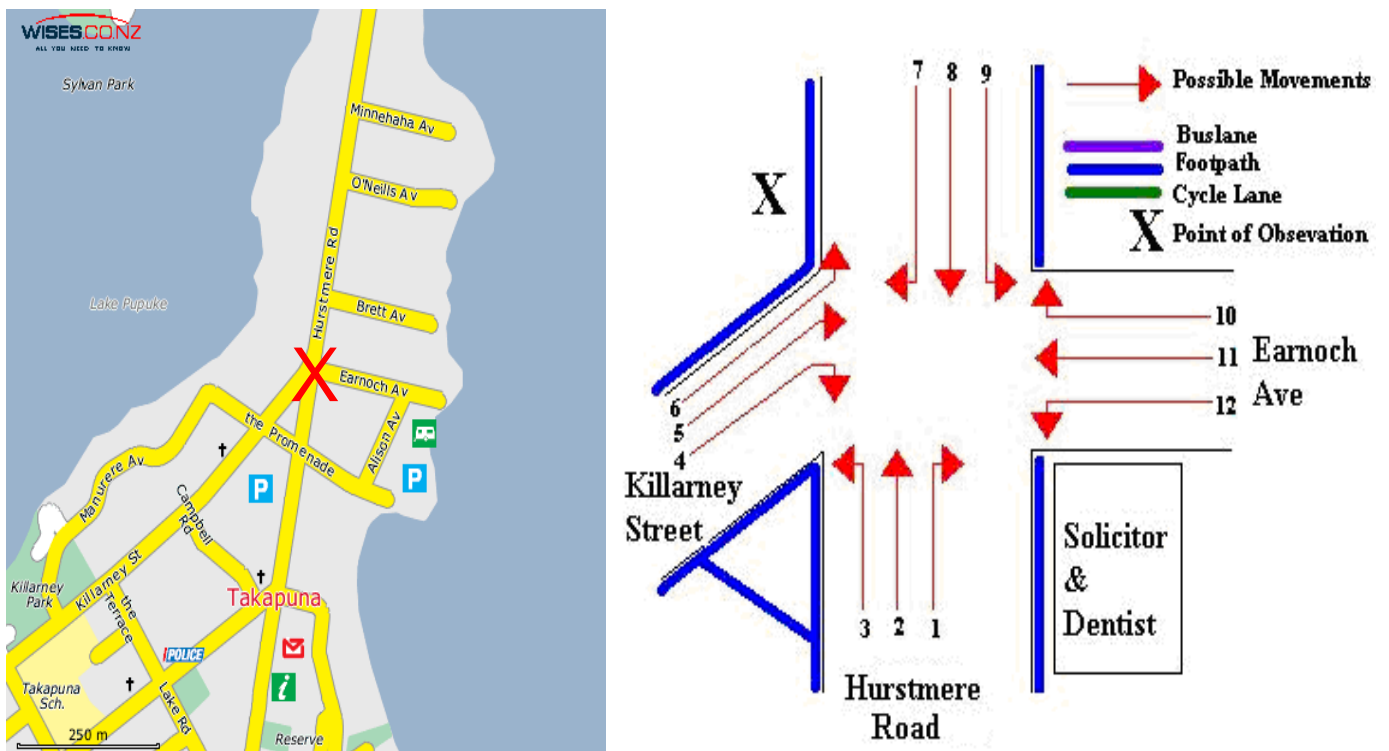 WISES.CO.NZ
ALL YOU NEED TO KNOW
Sylvan Park
Minnehaha Av
O'Neills Av
Hurstmere Rd
Lake Pupuke
Brett Av
X
Earnoch Av
the Promenade
Alison Av
P
P
Manurere Av
Campbell
Rd
Killarney St
Killarney
Park
the
Terrace
Takapuna
POLICE
i
Takapuna
Sch.
Lake Rd
250 m
Reserve
7 8 9
Possible Movements
Buslane
Footpath
Cycle Lane
X Point of Obsevation
X
10
11
12
Earnoch
Ave
6
5
4
Killarney
Street
3 2 1
Hurstmere
Road
Solicitor
&
Dentist